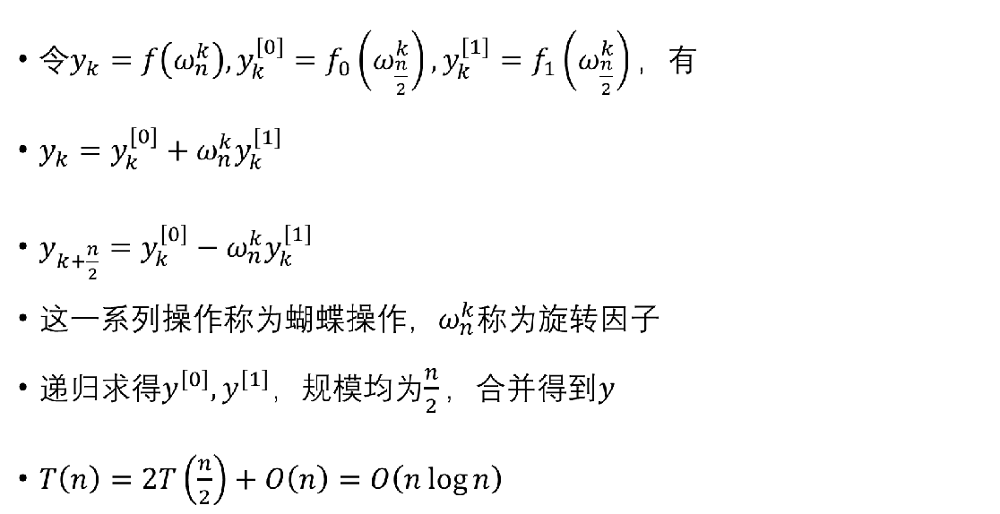 • 令$y_k = f(\omega_n^k), y_k^{[0]} = f_0\left(\omega_{\frac{n}{2}}^k\right), y_k^{[1]} = f_1\left(\omega_{\frac{n}{2}}^k\right)$，有
• $y_k = y_k^{[0]} + \omega_n^k y_k^{[1]}$
• $y_{k+\frac{n}{2}} = y_k^{[0]} - \omega_n^k y_k^{[1]}$
• 这一系列操作称为蝴蝶操作，$\omega_n^k$称为旋转因子
• 递归求得$y^{[0]}, y^{[1]}$，规模均为$\frac{n}{2}$，合并得到$y$
• $T(n) = 2T\left(\frac{n}{2}\right) + O(n) = O(n \log n)$